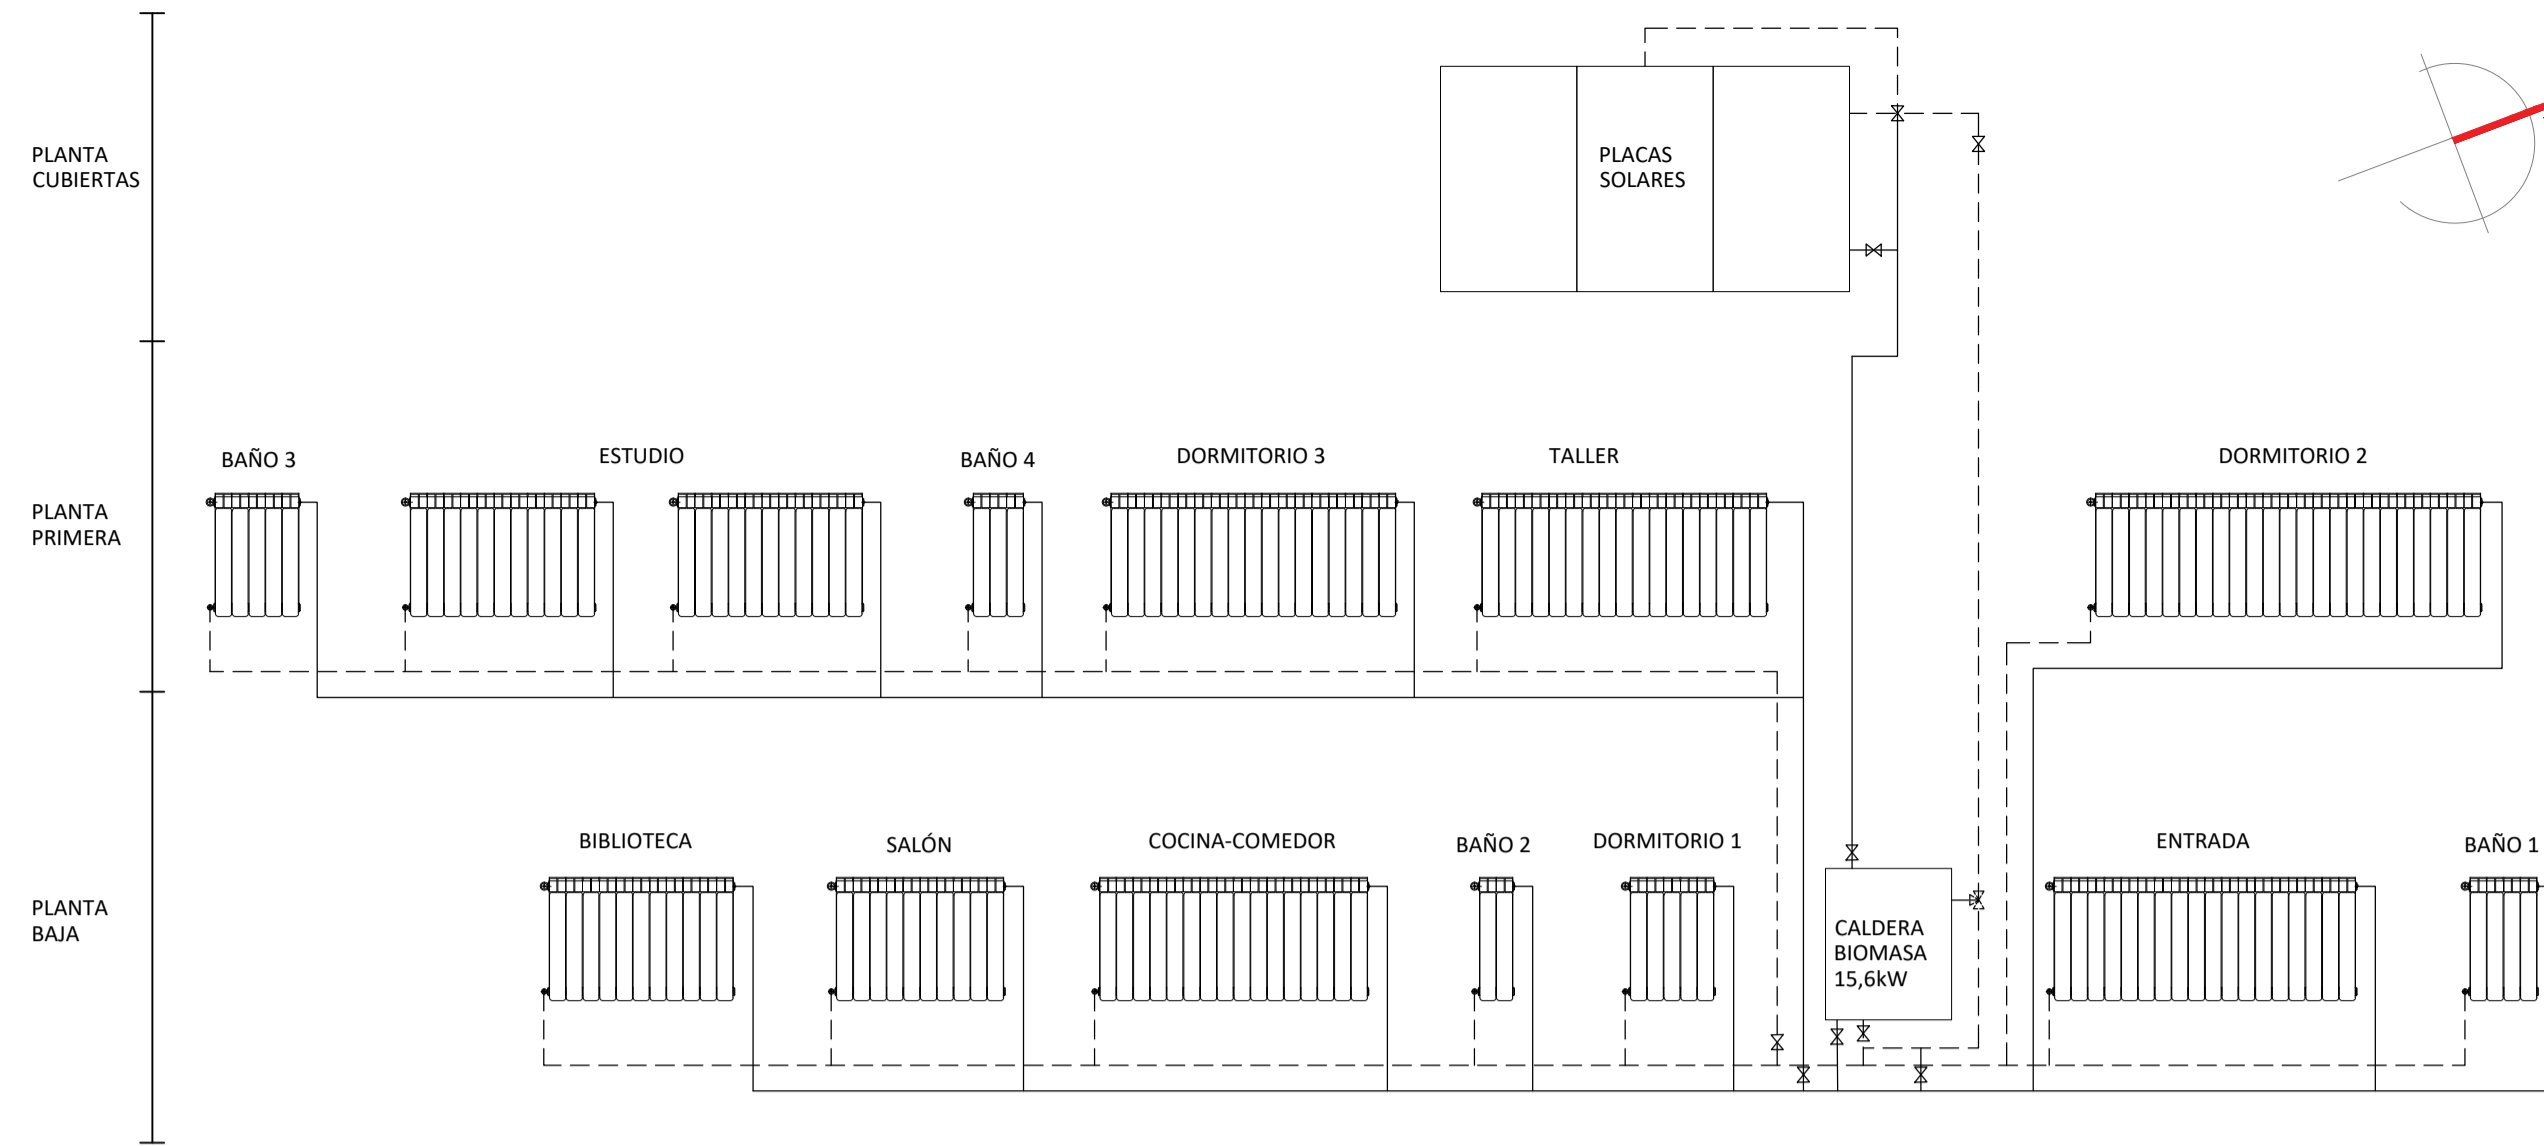 PLANTA
CUBIERTAS
PLACAS
SOLARES
PLANTA
PRIMERA
BAÑO 3
ESTUDIO
BAÑO 4
DORMITORIO 3
TALLER
DORMITORIO 2
PLANTA
BAJA
BIBLIOTECA
SALÓN
COCINA-COMEDOR
BAÑO 2
DORMITORIO 1
CALDERA
BIOMASA
15,6kW
ENTRADA
BAÑO 1